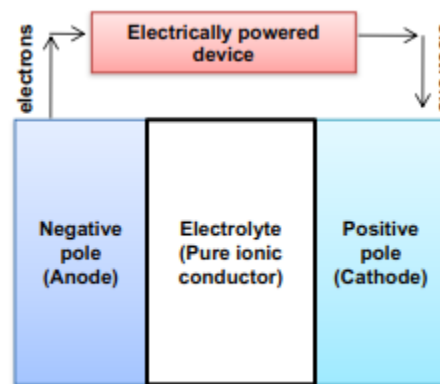 Electrically powered
device
electrons
Negative
pole
(Anode)
Electrolyte
(Pure ionic
conductor)
Positive
pole
(Cathode)